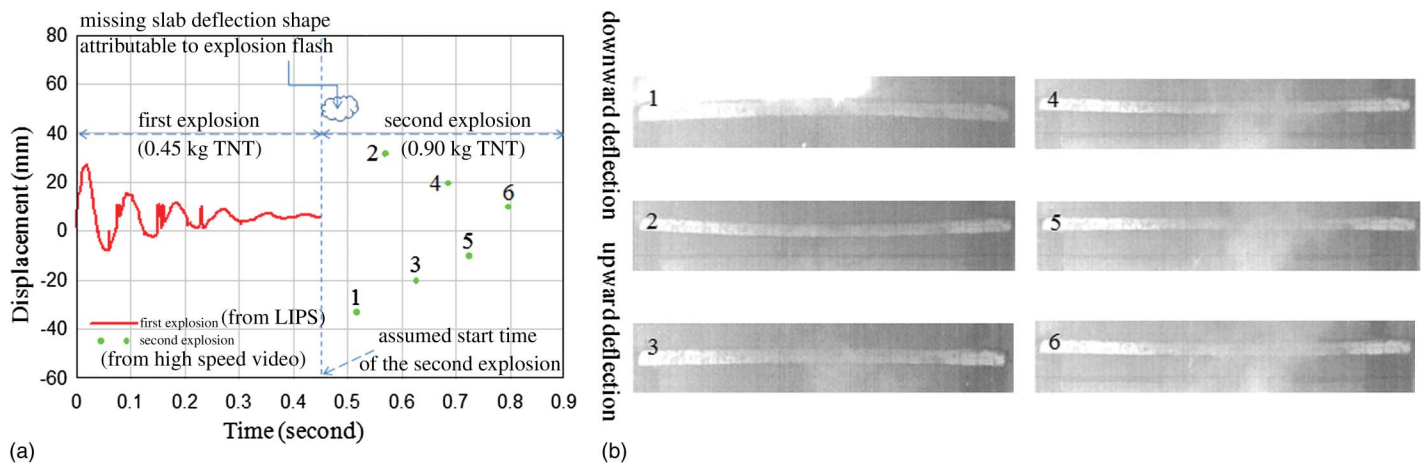 missing slab deflection shape
attributable to explosion flash
80
60
40
20
0
-20
-40
-60
Displacement (mm)
first explosion
(0.45 kg TNT)
second explosion
(0.90 kg TNT)
2
4
6
5
3
1
first explosion (from LIPS)
second explosion
(from high speed video)
assumed start time
of the second explosion
0 0.1 0.2 0.3 0.4 0.5 0.6 0.7 0.8 0.9
Time (second)
(a)
downward deflection
upward deflection
1
2
3
4
5
6
(b)